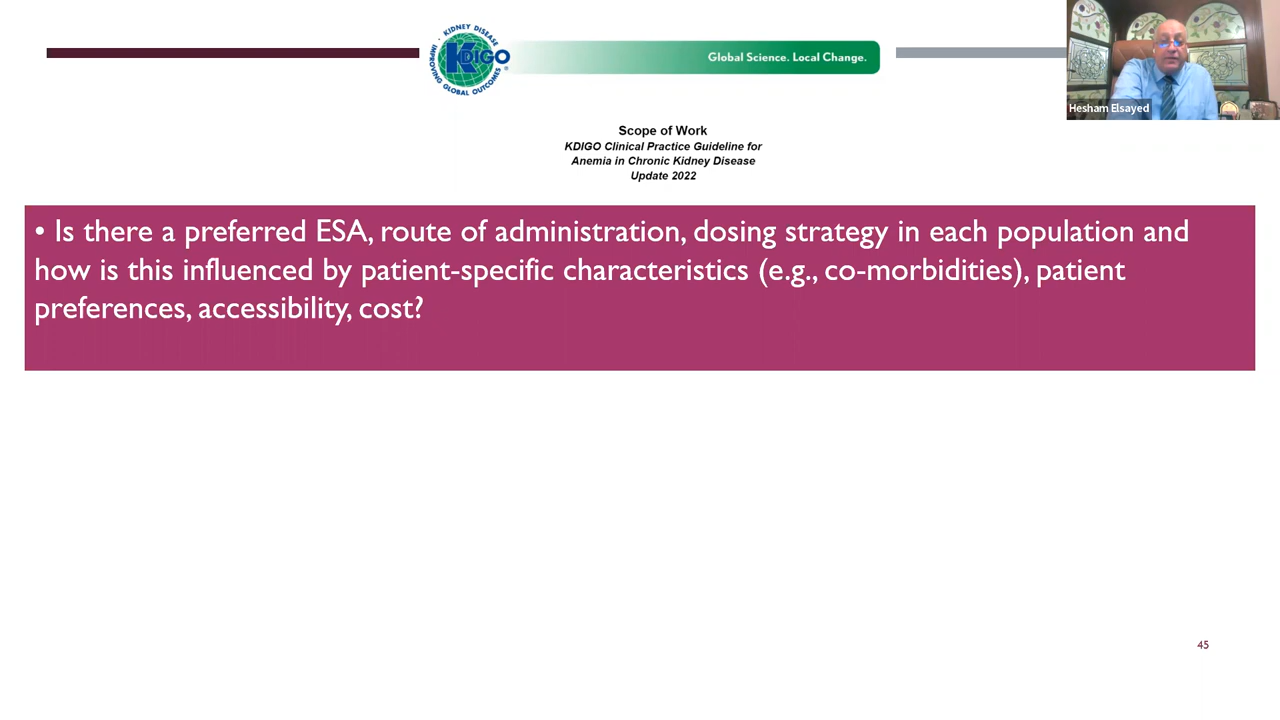 KIDNEY DISEASE
KDIGO
IMPROVING GLOBAL OUTCOMES
®
Global Science. Local Change.
Hesham Elsayed
Scope of Work
KDIGO Clinical Practice Guideline for
Anemia in Chronic Kidney Disease
Update 2022
• Is there a preferred ESA, route of administration, dosing strategy in each population and
how is this influenced by patient-specific characteristics (e.g., co-morbidities), patient
preferences, accessibility, cost?
45